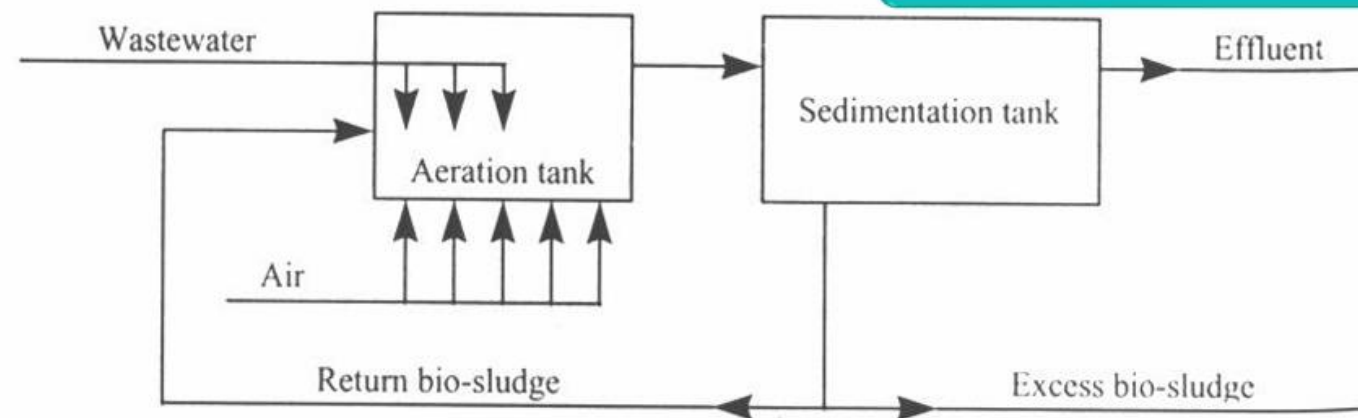 Wastewater
Effluent
Sedimentation tank
Aeration tank
Air
Return bio-sludge
Excess bio-sludge